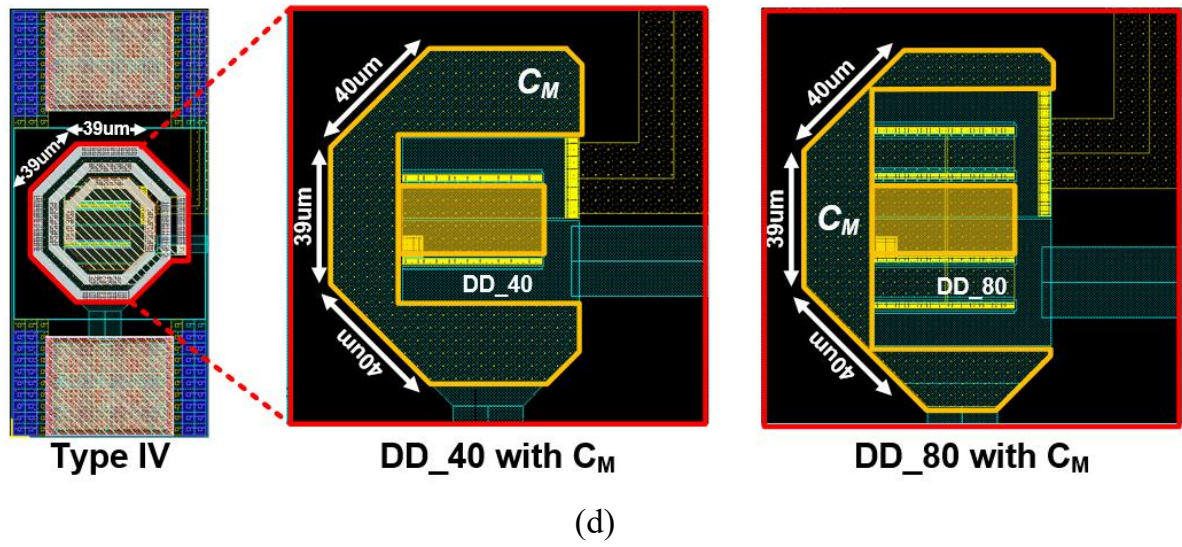 39um
39um
Type IV
40um
39um
40um
C_M
DD_40
DD_40 with C_M
40um
39um
40um
C_M
DD_80
DD_80 with C_M
(d)